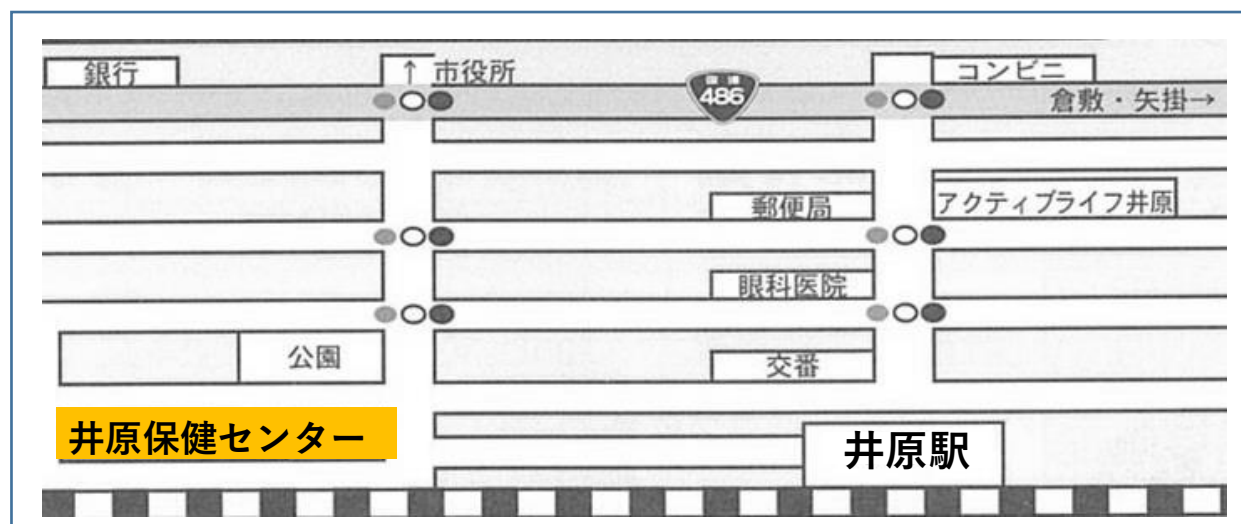 銀行
↑ 市役所
486
コンビニ
倉敷・矢掛→
郵便局
アクティブライフ井原
眼科医院
公園
交番
井原保健センター
井原駅